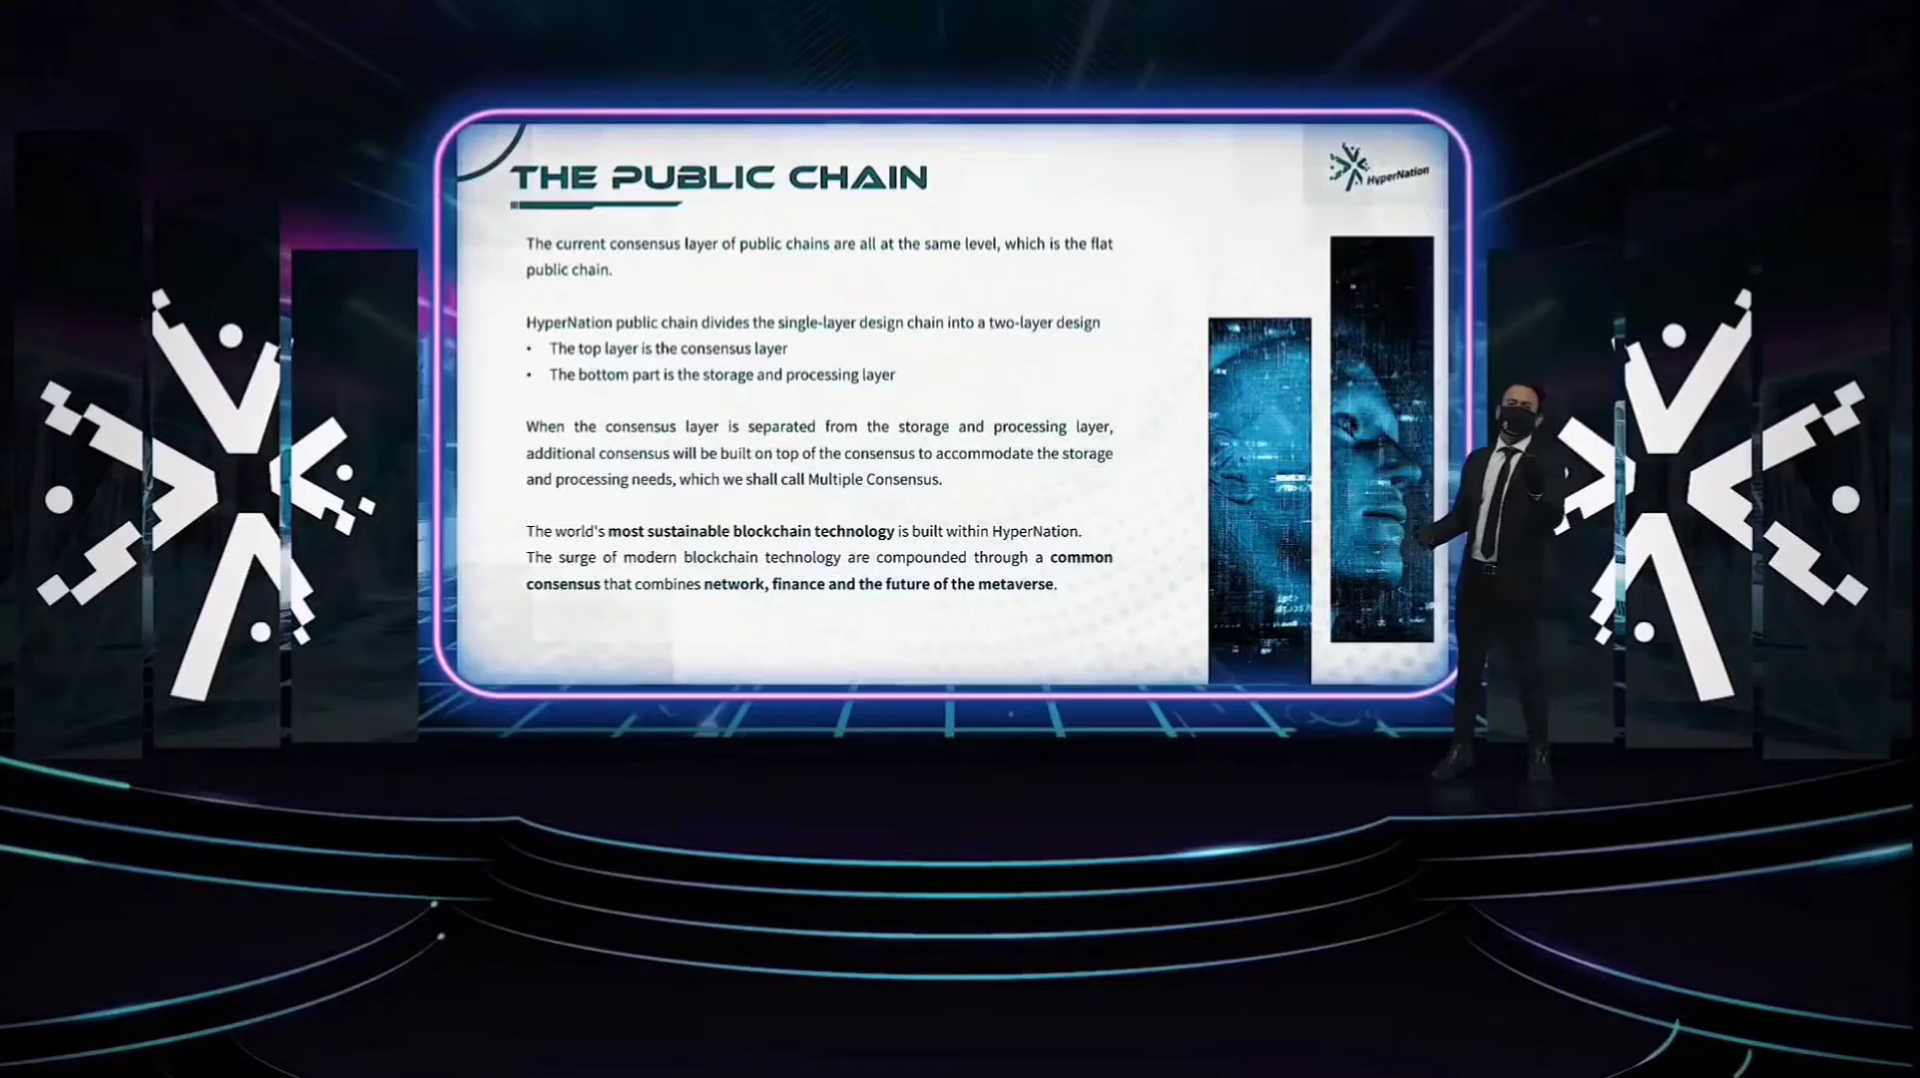 THE PUBLIC CHAIN
HyperNation
The current consensus layer of public chains are all at the same level, which is the flat
public chain.
HyperNation public chain divides the single-layer design chain into a two-layer design
• The top layer is the consensus layer
• The bottom part is the storage and processing layer
When the consensus layer is separated from the storage and processing layer,
additional consensus will be built on top of the consensus to accommodate the storage
and processing needs, which we shall call Multiple Consensus.
The world's most sustainable blockchain technology is built within HyperNation.
The surge of modern blockchain technology are compounded through a common
consensus that combines network, finance and the future of the metaverse.